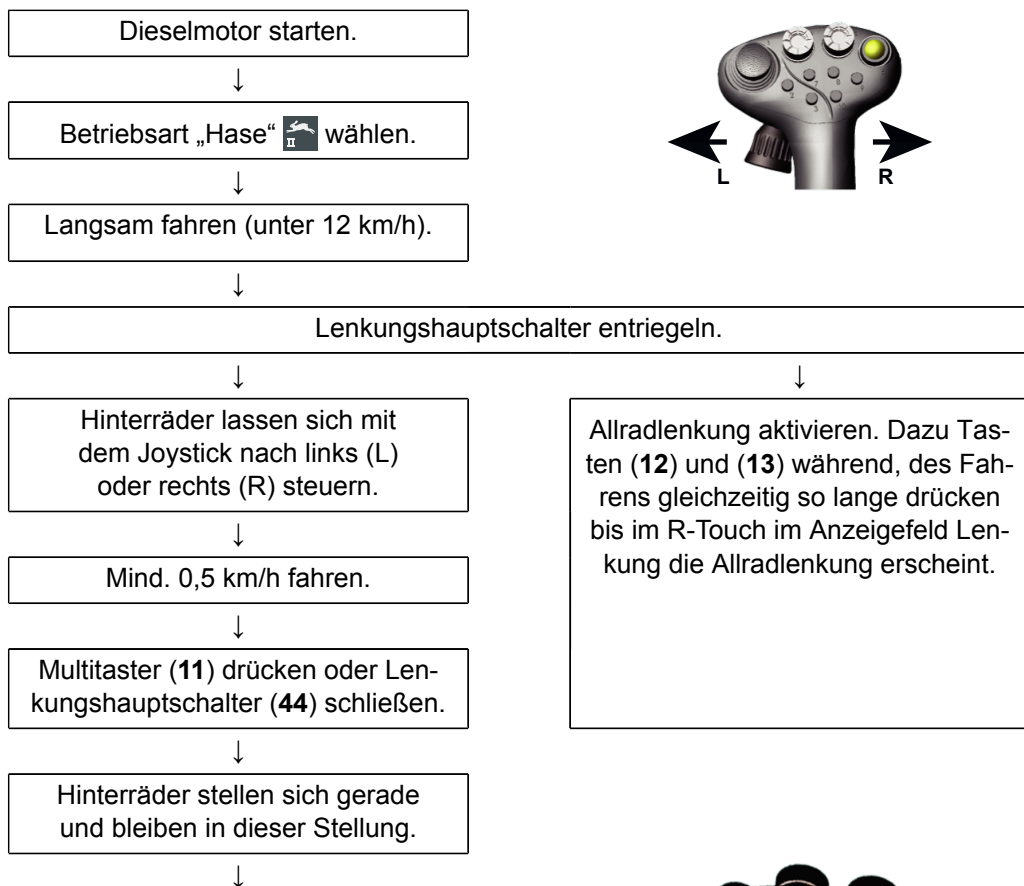 Dieselmotor starten.
↓
Betriebsart „Hase“ II wählen.
↓
L R
Langsam fahren (unter 12 km/h).
↓
Lenkungshauptschalter entriegeln.
↓ ↓
Hinterräder lassen sich mit
dem Joystick nach links (L)
oder rechts (R) steuern.
↓
Mind. 0,5 km/h fahren.
↓
Multitaster (11) drücken oder Len-
kungshauptschalter (44) schließen.
↓
Hinterräder stellen sich gerade
und bleiben in dieser Stellung.
↓
Allradlenkung aktivieren. Dazu Tas-
ten (12) und (13) während, des Fah-
rens gleichzeitig so lange drücken
bis im R-Touch im Anzeigefeld Len-
kung die Allradlenkung erscheint.